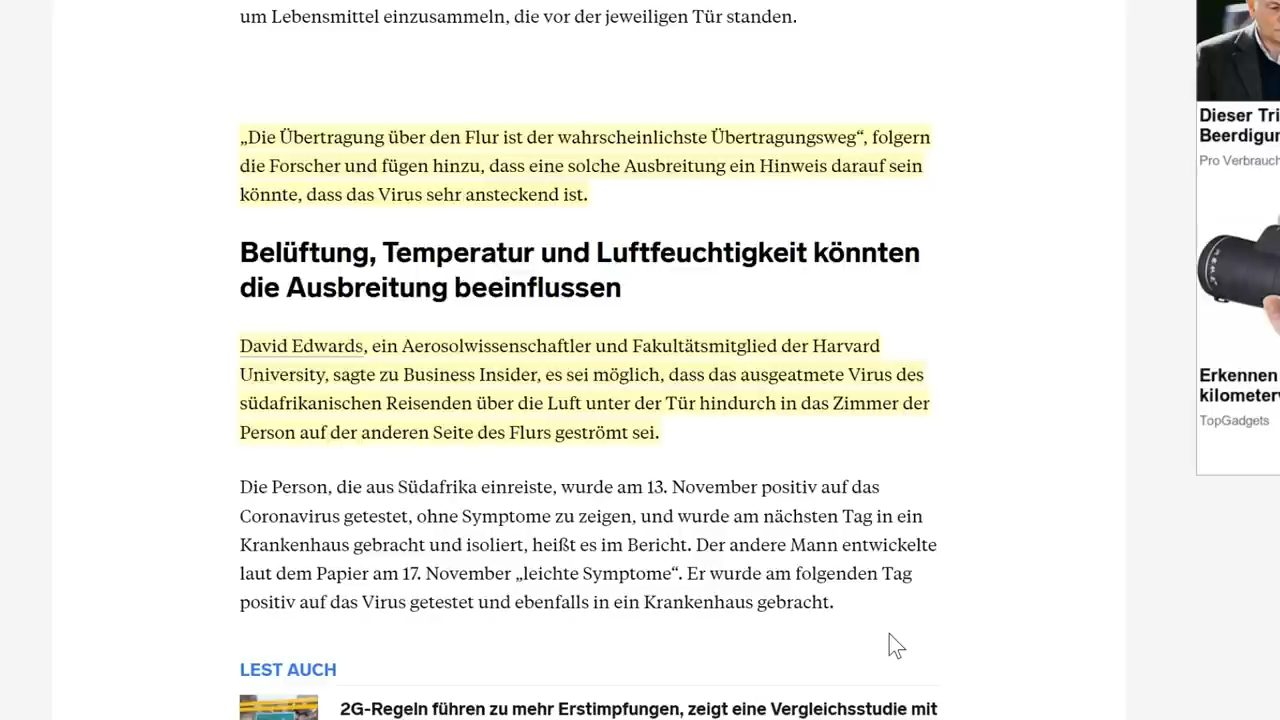 um Lebensmittel einzusammeln, die vor der jeweiligen Tür standen.
„Die Übertragung über den Flur ist der wahrscheinlichste Übertragungsweg“, folgern
die Forscher und fügen hinzu, dass eine solche Ausbreitung ein Hinweis darauf sein
könnte, dass das Virus sehr ansteckend ist.
Belüftung, Temperatur und Luftfeuchtigkeit könnten
die Ausbreitung beeinflussen
David Edwards, ein Aerosolwissenschaftler und Fakultätsmitglied der Harvard
University, sagte zu Business Insider, es sei möglich, dass das ausgeatmete Virus des
südafrikanischen Reisenden über die Luft unter der Tür hindurch in das Zimmer der
Person auf der anderen Seite des Flurs geströmt sei.
Die Person, die aus Südafrika einreiste, wurde am 13. November positiv auf das
Coronavirus getestet, ohne Symptome zu zeigen, und wurde am nächsten Tag in ein
Krankenhaus gebracht und isoliert, heißt es im Bericht. Der andere Mann entwickelte
laut dem Papier am 17. November „leichte Symptome“. Er wurde am folgenden Tag
positiv auf das Virus getestet und ebenfalls in ein Krankenhaus gebracht.
LEST AUCH
2G-Regeln führen zu mehr Erstimpfungen, zeigt eine Vergleichsstudie mit
Dieser Tri
Beerdigu
Pro Verbrauch
Erkennen
kilometer
TopGadgets